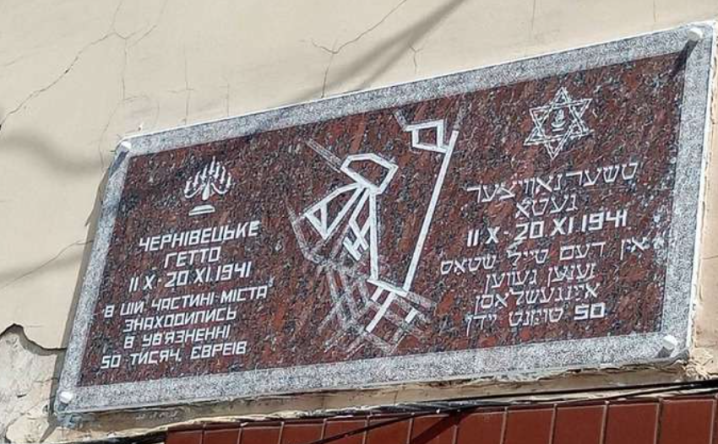 ЧЕРНІВЕЦЬКЕ
ГЕТТО
11 X - 20 XI 1941
В ЦІЙ ЧАСТИНІ МІСТА
ЗНАХОДИЛИСЬ
В УВ'ЯЗНЕННІ
50 ТИСЯЧ. ЄВРЕЇВ
טשערנאוויצער
געטא
11 X - 20 XI 1941
אין דעם טייל שטאט
זענען געווען
איינגעשלאסן
50 טויזנט יידן